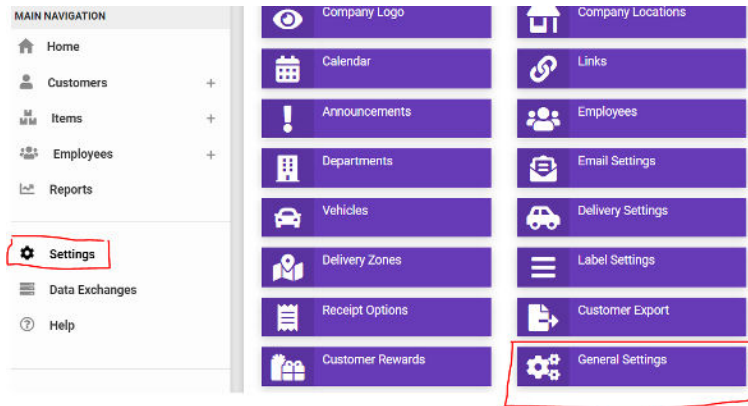 MAIN NAVIGATION
Home
Customers +
Items +
Employees +
Reports
Settings
Data Exchanges
Help
Company Logo
Company Locations
Calendar
Links
Announcements
Employees
Departments
Email Settings
Vehicles
Delivery Settings
Delivery Zones
Label Settings
Receipt Options
Customer Export
Customer Rewards
General Settings